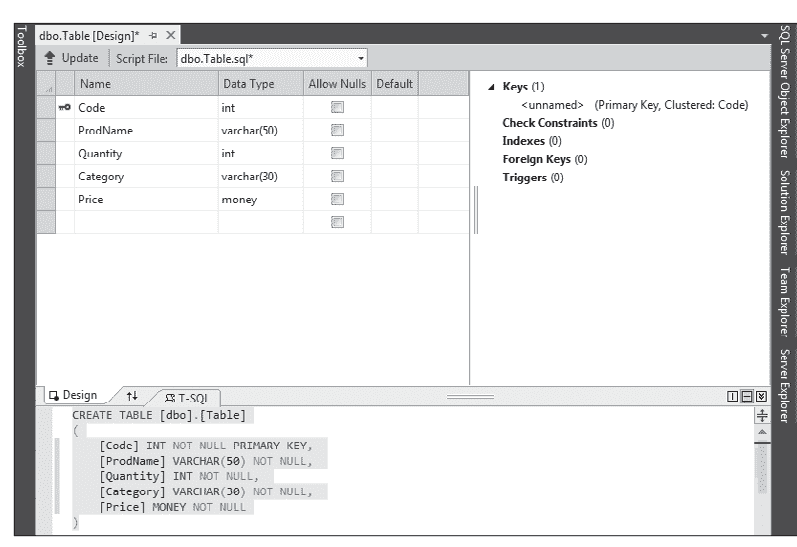 Toolbox
dbo.Table [Design]*
Update Script File: dbo.Table.sql*
Name Data Type Allow Nulls Default
Code int
ProdName varchar(50)
Quantity int
Category varchar(30)
Price money
Keys (1)
<unnamed> (Primary Key, Clustered: Code)
Check Constraints (0)
Indexes (0)
Foreign Keys (0)
Triggers (0)
SQL Server Object Explorer
Solution Explorer
Team Explorer
Server Explorer
Design T-SQL
CREATE TABLE [dbo].[Table]
(
[Code] INT NOT NULL PRIMARY KEY,
[ProdName] VARCHAR(50) NOT NULL,
[Quantity] INT NOT NULL,
[Category] VARCHAR(30) NOT NULL,
[Price] MONEY NOT NULL
)